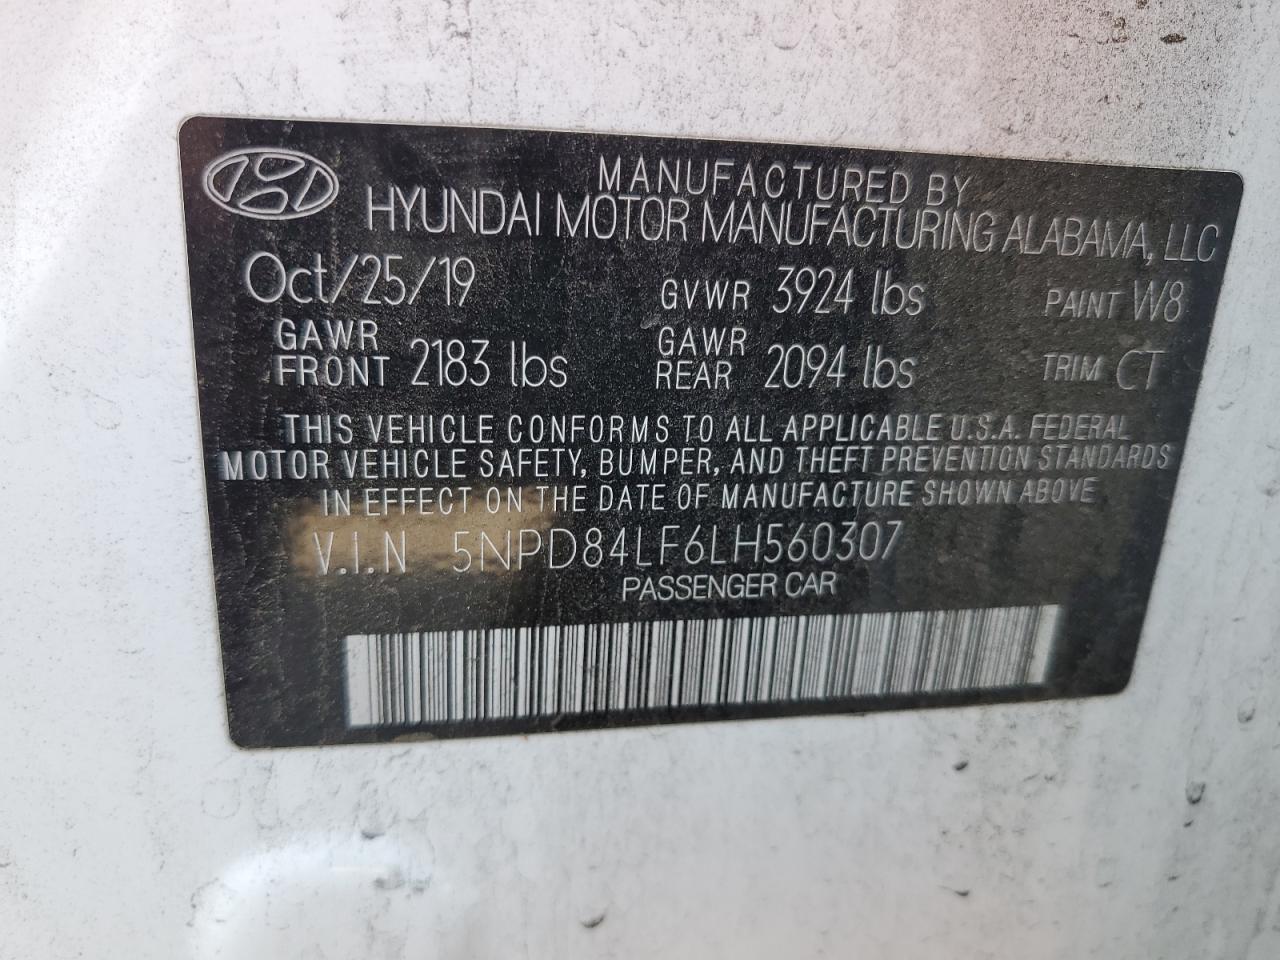 MANUFACTURED BY
HYUNDAI MOTOR MANUFACTURING ALABAMA, LLC
Oct/25/19 GVWR 3924 lbs PAINT W8
GAWR FRONT 2183 lbs GAWR REAR 2094 lbs TRIM CT
THIS VEHICLE CONFORMS TO ALL APPLICABLE U.S.A. FEDERAL
MOTOR VEHICLE SAFETY, BUMPER, AND THEFT PREVENTION STANDARDS
IN EFFECT ON THE DATE OF MANUFACTURE SHOWN ABOVE
V.I.N 5NPD84LF6LH560307
PASSENGER CAR